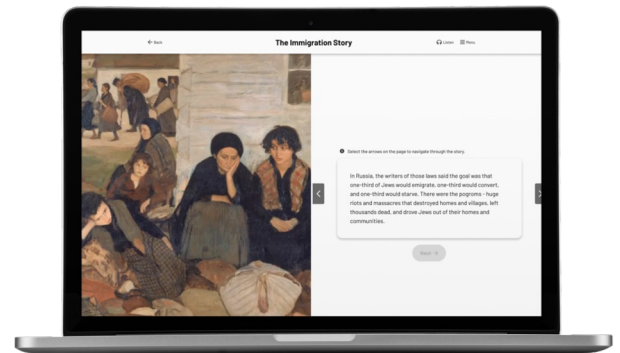 Back
The Immigration Story
Listen
Menu
Select the arrows on the page to navigate through the story.
In Russia, the writers of those laws said the goal was that
one-third of Jews would emigrate, one-third would convert,
and one-third would starve. There were the pogroms - huge
riots and massacres that destroyed homes and villages, left
thousands dead, and drove Jews out of their homes and
communities.
Next